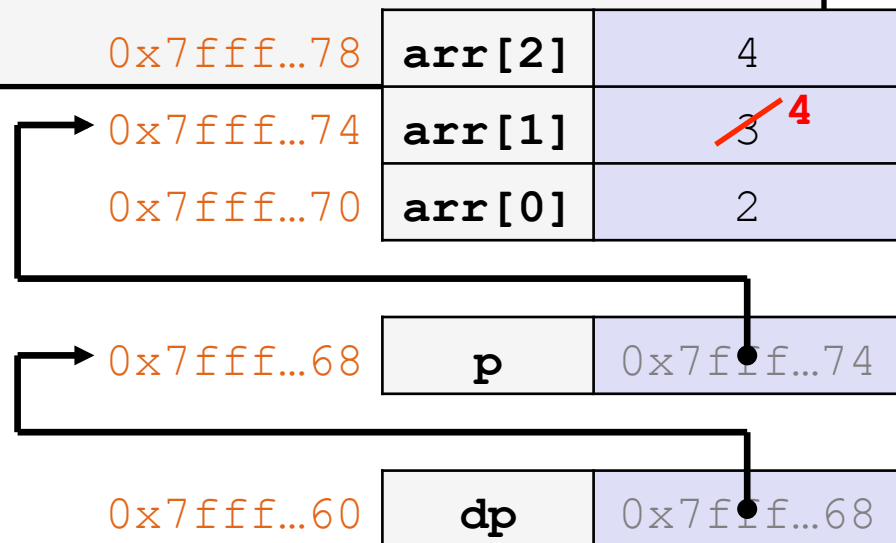 0x7fff…78 arr[2] 4
0x7fff…74 arr[1] 3 4
0x7fff…70 arr[0] 2
0x7fff…68 p 0x7fff…74
0x7fff…60 dp 0x7fff…68